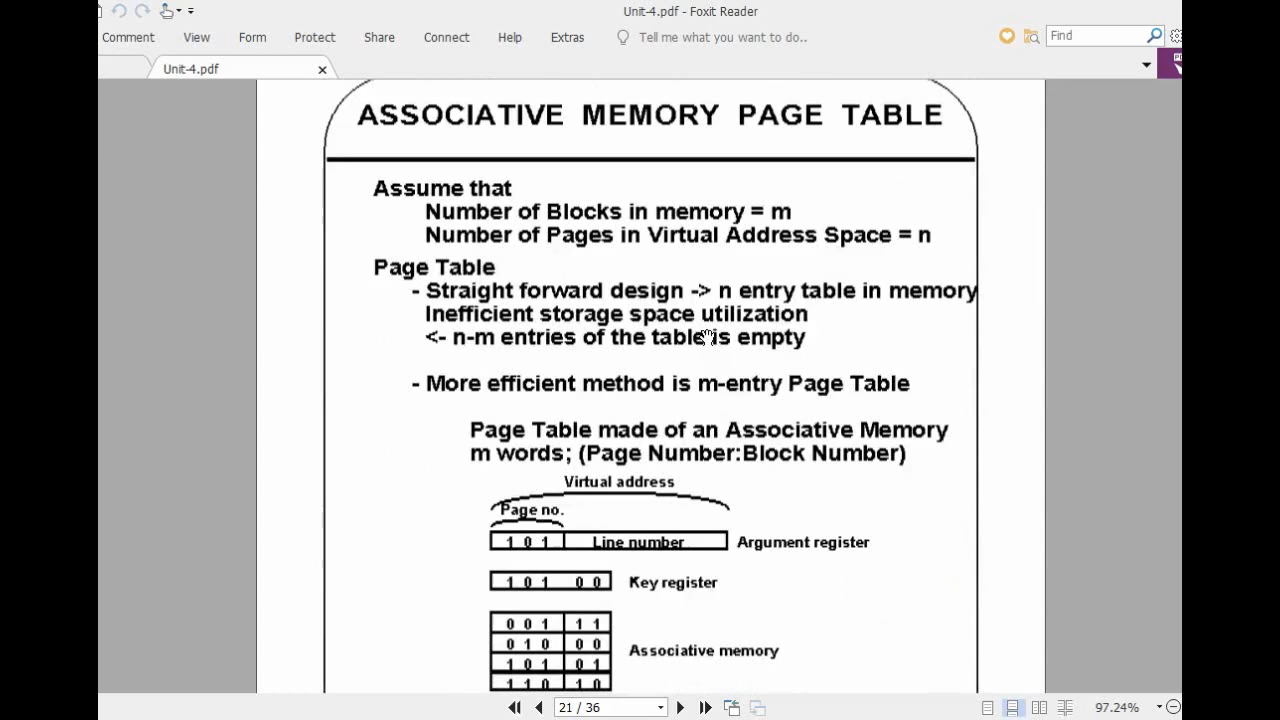 Unit-4.pdf - Foxit Reader
Comment View Form Protect Share Connect Help Extras Tell me what you want to do.. Find
Unit-4.pdf
ASSOCIATIVE MEMORY PAGE TABLE
Assume that
Number of Blocks in memory = m
Number of Pages in Virtual Address Space = n
Page Table
- Straight forward design -> n entry table in memory
Inefficient storage space utilization
<- n-m entries of the table is empty
- More efficient method is m-entry Page Table
Page Table made of an Associative Memory
m words; (Page Number:Block Number)
Virtual address
Page no.
1 0 1 Line number Argument register
1 0 1 0 0 Key register
0 0 1 1 1
0 1 0 0 0
Associative memory
1 0 1 0 1
1 1 0 1 0
21 / 36 97.24%